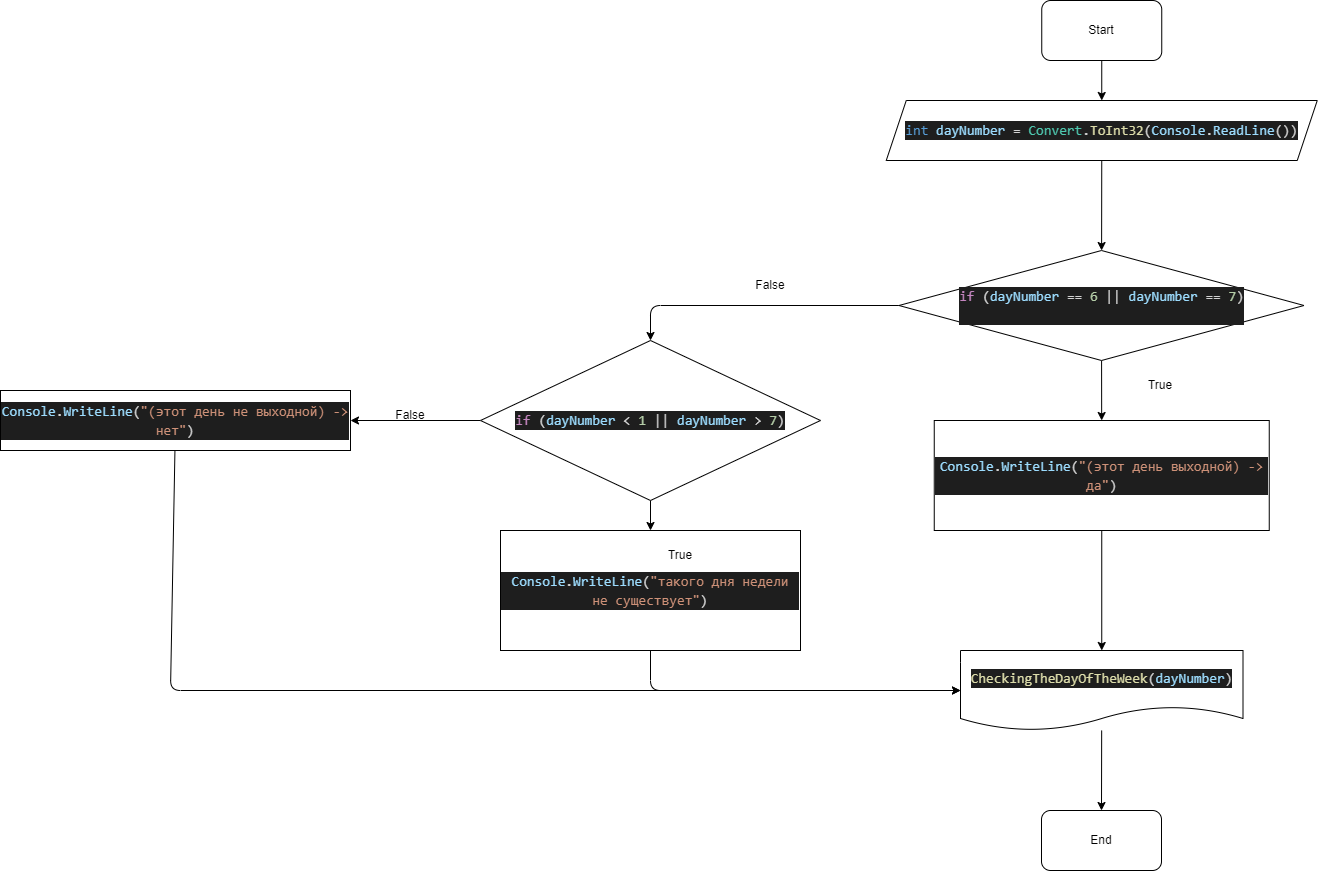 Start
int dayNumber = Convert.ToInt32(Console.ReadLine())
if (dayNumber == 6 || dayNumber == 7)
False
True
if (dayNumber < 1 || dayNumber > 7)
False
Console.WriteLine("(этот день не выходной) ->
нет")
Console.WriteLine("(этот день выходной) ->
да")
True
Console.WriteLine("такого дня недели
не существует")
CheckingTheDayOfTheWeek(dayNumber)
End